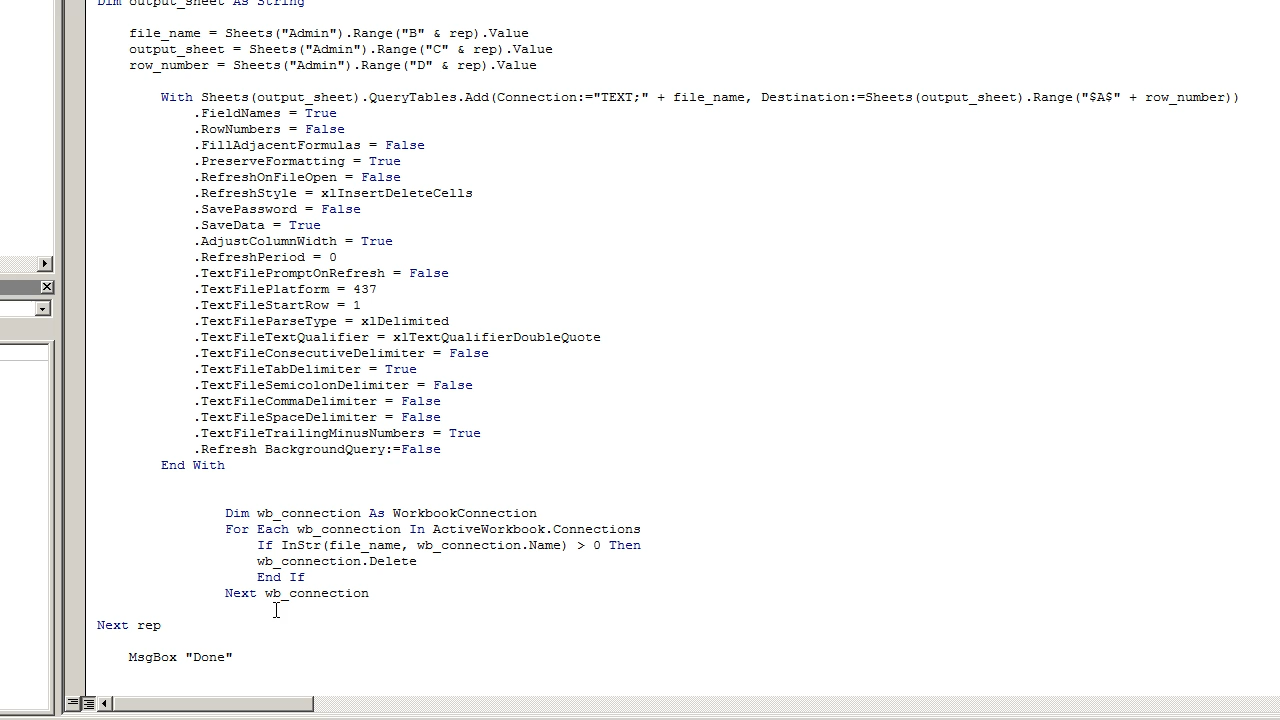 Dim output_sheet As String
file_name = Sheets("Admin").Range("B" & rep).Value
output_sheet = Sheets("Admin").Range("C" & rep).Value
row_number = Sheets("Admin").Range("D" & rep).Value
With Sheets(output_sheet).QueryTables.Add(Connection:="TEXT;" + file_name, Destination:=Sheets(output_sheet).Range("$A$" + row_number))
.FieldNames = True
.RowNumbers = False
.FillAdjacentFormulas = False
.PreserveFormatting = True
.RefreshOnFileOpen = False
.RefreshStyle = xlInsertDeleteCells
.SavePassword = False
.SaveData = True
.AdjustColumnWidth = True
.RefreshPeriod = 0
.TextFilePromptOnRefresh = False
.TextFilePlatform = 437
.TextFileStartRow = 1
.TextFileParseType = xlDelimited
.TextFileTextQualifier = xlTextQualifierDoubleQuote
.TextFileConsecutiveDelimiter = False
.TextFileTabDelimiter = True
.TextFileSemicolonDelimiter = False
.TextFileCommaDelimiter = False
.TextFileSpaceDelimiter = False
.TextFileTrailingMinusNumbers = True
.Refresh BackgroundQuery:=False
End With
Dim wb_connection As WorkbookConnection
For Each wb_connection In ActiveWorkbook.Connections
If InStr(file_name, wb_connection.Name) > 0 Then
wb_connection.Delete
End If
Next wb_connection
Next rep
MsgBox "Done"